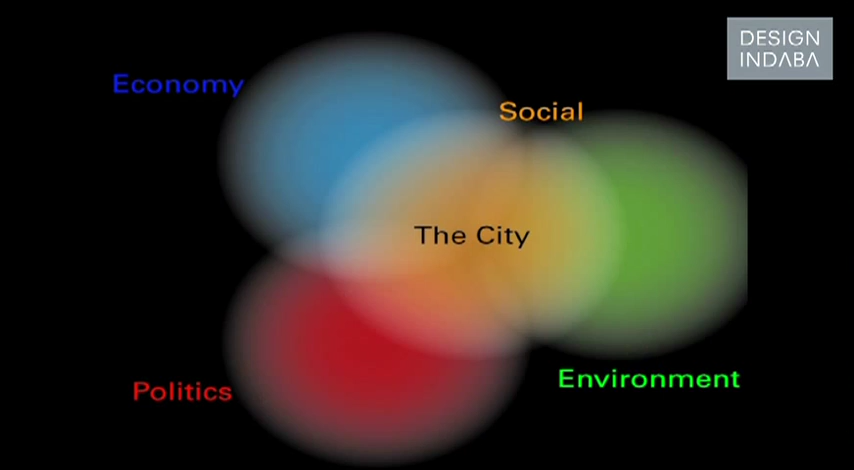 DESIGN
INDABA
Economy
Social
The City
Environment
Politics